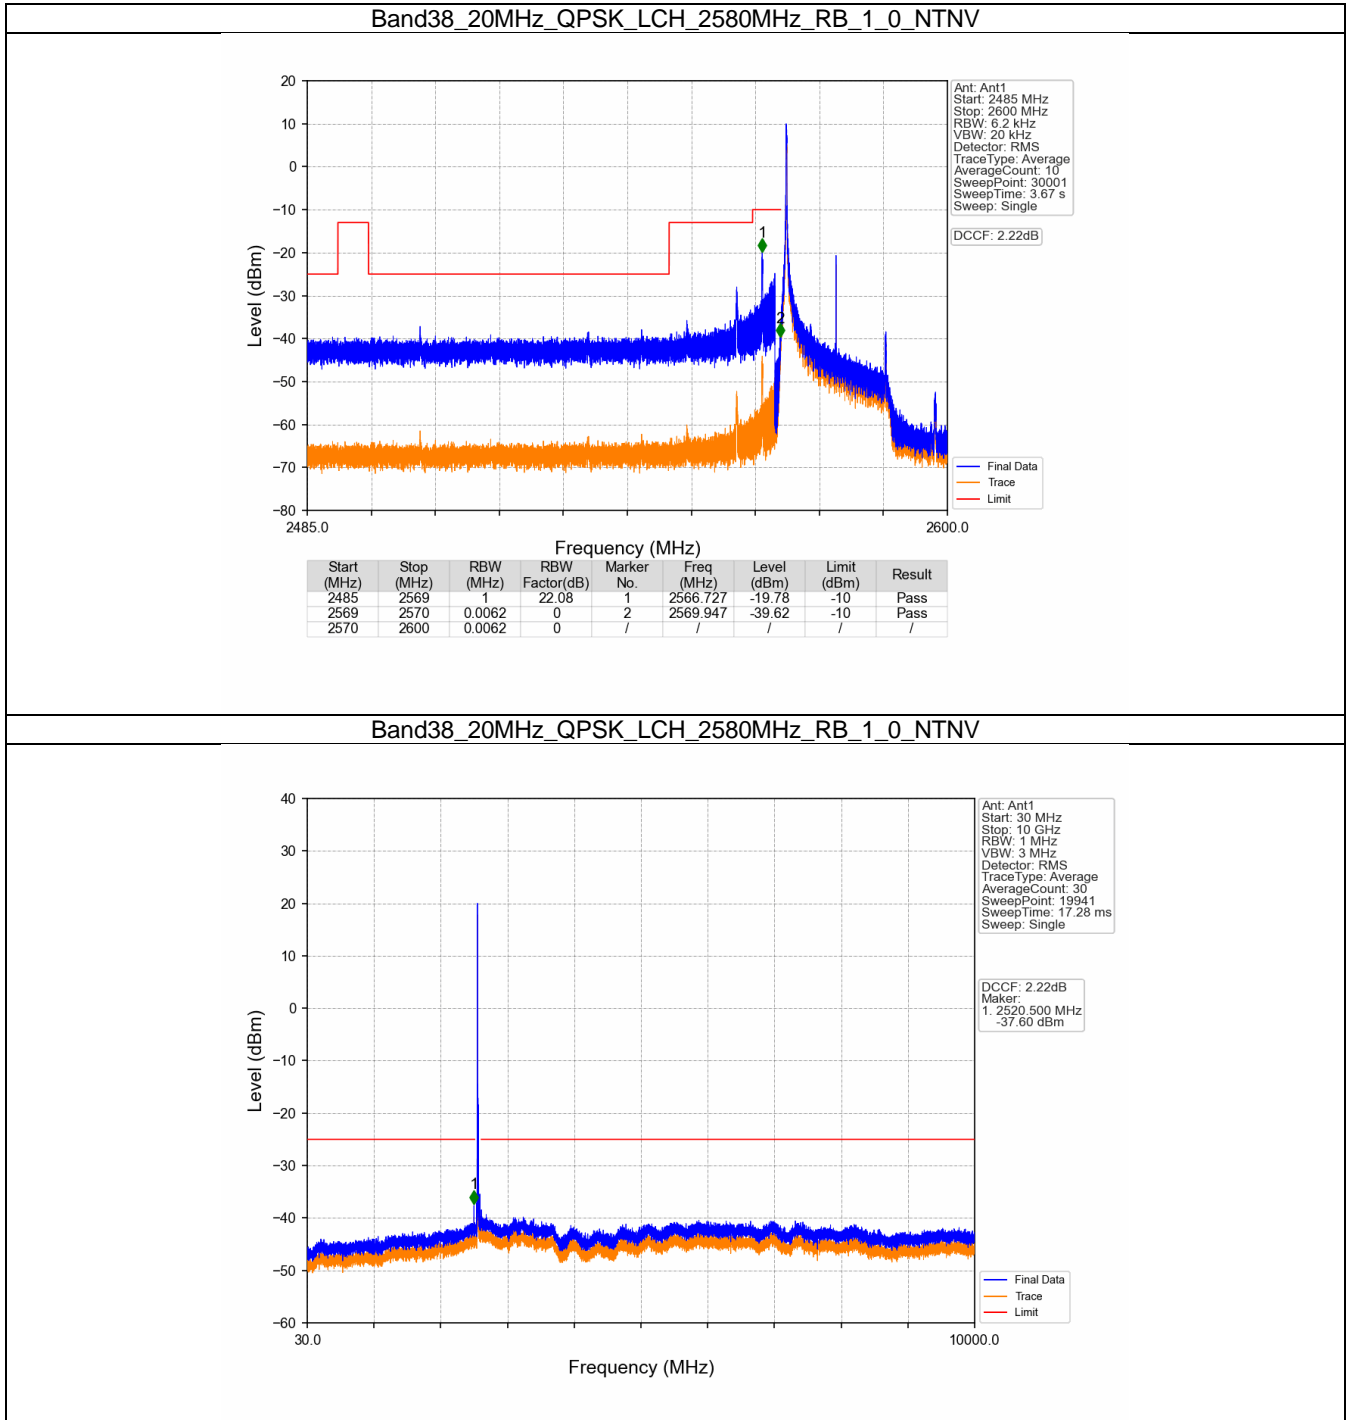 Band38_20MHz_QPSK_LCH_2580MHz_RB_1_0_NTNV
20
10
0
−10
−20
−30
−40
−50
−60
−70
−80
Level (dBm)
1
2
2485.0
2600.0
Frequency (MHz)
Ant: Ant1
Start: 2485 MHz
Stop: 2600 MHz
RBW: 6.2 kHz
VBW: 20 kHz
Detector: RMS
TraceType: Average
AverageCount: 10
SweepPoint: 30001
SweepTime: 3.67 s
Sweep: Single
DCCF: 2.22dB
Final Data
Trace
Limit
Start (MHz) Stop (MHz) RBW (MHz) RBW Factor(dB) Marker No. Freq (MHz) Level (dBm) Limit (dBm) Result
2485 2569 1 22.08 1 2566.727 -19.78 -10 Pass
2569 2570 0.0062 0 2 2569.947 -39.62 -10 Pass
2570 2600 0.0062 0 / / / / /
Band38_20MHz_QPSK_LCH_2580MHz_RB_1_0_NTNV
40
30
20
10
0
−10
−20
−30
−40
−50
−60
Level (dBm)
1
30.0
10000.0
Frequency (MHz)
Ant: Ant1
Start: 30 MHz
Stop: 10 GHz
RBW: 1 MHz
VBW: 3 MHz
Detector: RMS
TraceType: Average
AverageCount: 30
SweepPoint: 19941
SweepTime: 17.28 ms
Sweep: Single
DCCF: 2.22dB
Maker:
1. 2520.500 MHz
-37.60 dBm
Final Data
Trace
Limit